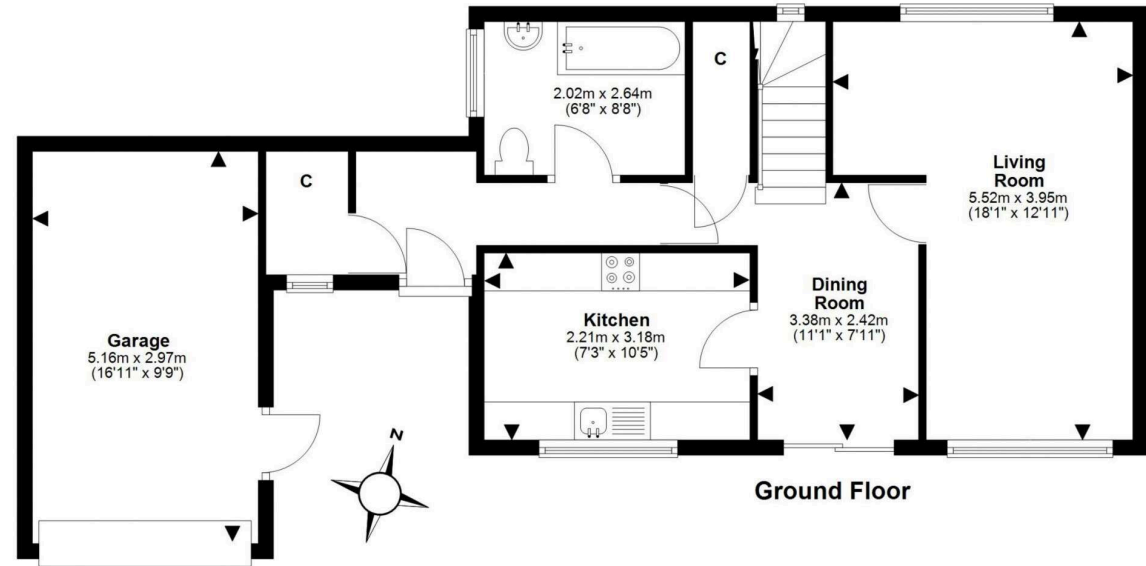 2.02m x 2.64m
(6'8" x 8'8")
C
Living
Room
5.52m x 3.95m
(18'1" x 12'11")
C
Garage
5.16m x 2.97m
(16'11" x 9'9")
Kitchen
2.21m x 3.18m
(7'3" x 10'5")
Dining
Room
3.38m x 2.42m
(11'1" x 7'11")
N
Ground Floor